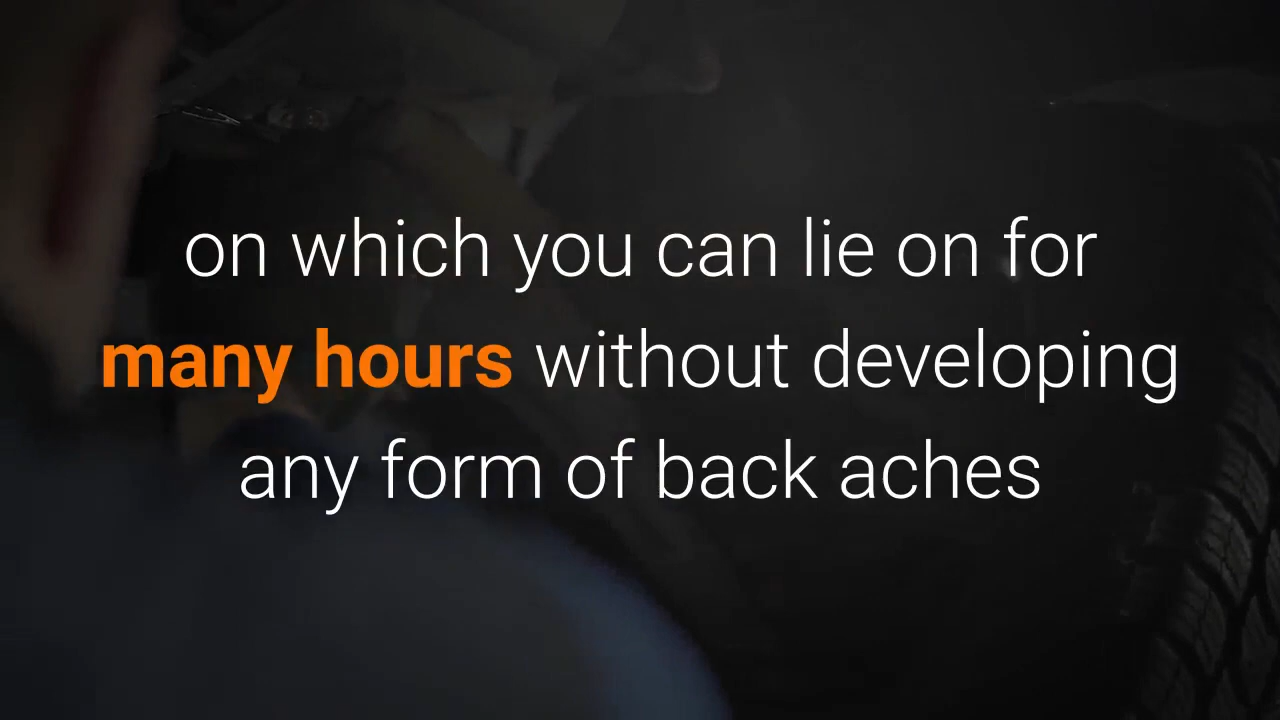 on which you can lie on for
many hours without developing
any form of back aches